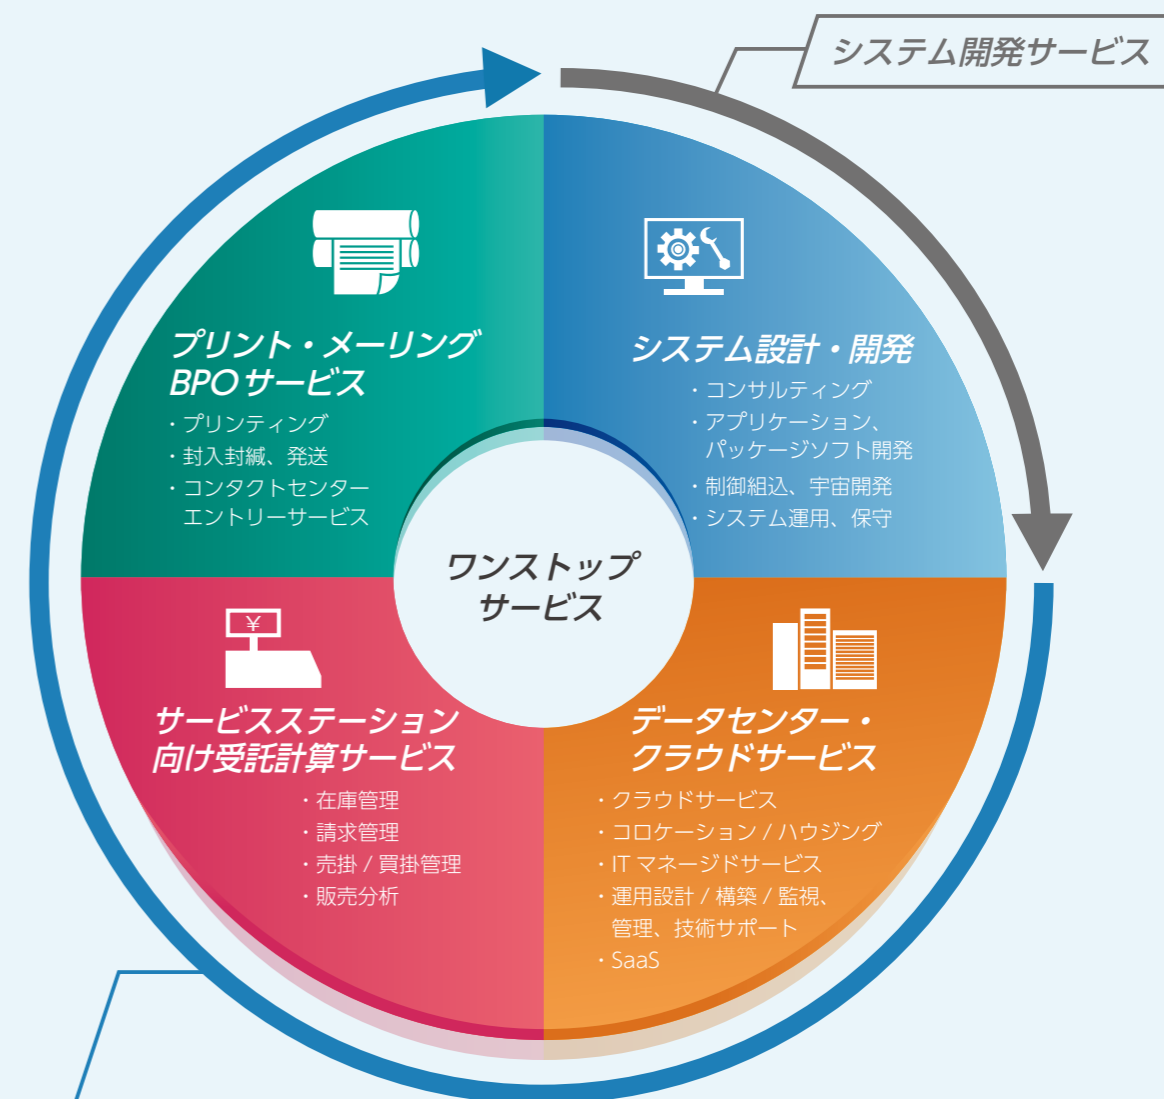 システム開発サービス
プリント・メーリング
BPOサービス
・プリンティング
・封入封緘、発送
・コンタクトセンター
エントリーサービス
システム設計・開発
・コンサルティング
・アプリケーション、
パッケージソフト開発
・制御組込、宇宙開発
・システム運用、保守
ワンストップ
サービス
¥
サービスステーション
向け受託計算サービス
・在庫管理
・請求管理
・売掛 / 買掛管理
・販売分析
データセンター・
クラウドサービス
・クラウドサービス
・コロケーション / ハウジング
・IT マネージドサービス
・運用設計 / 構築 / 監視、
管理、技術サポート
・SaaS